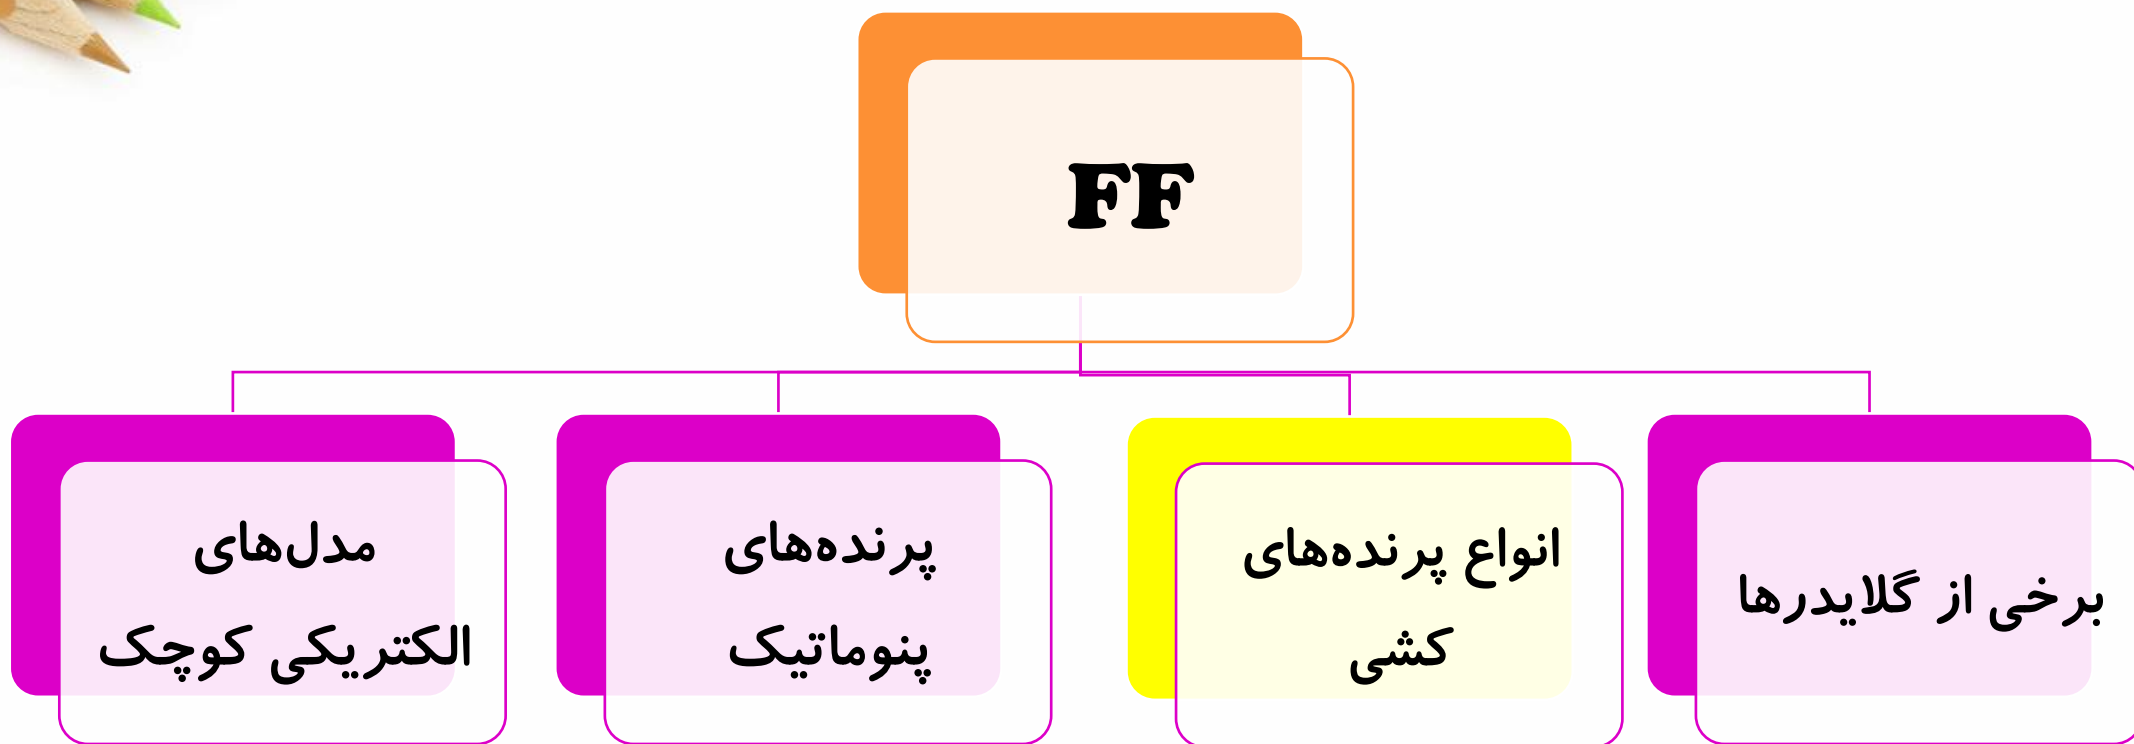 FF
برخی از گلایدرها
انواع پرنده‌های
کشی
پرنده‌های
پنوماتیک
مدل‌های
الکتریکی کوچک